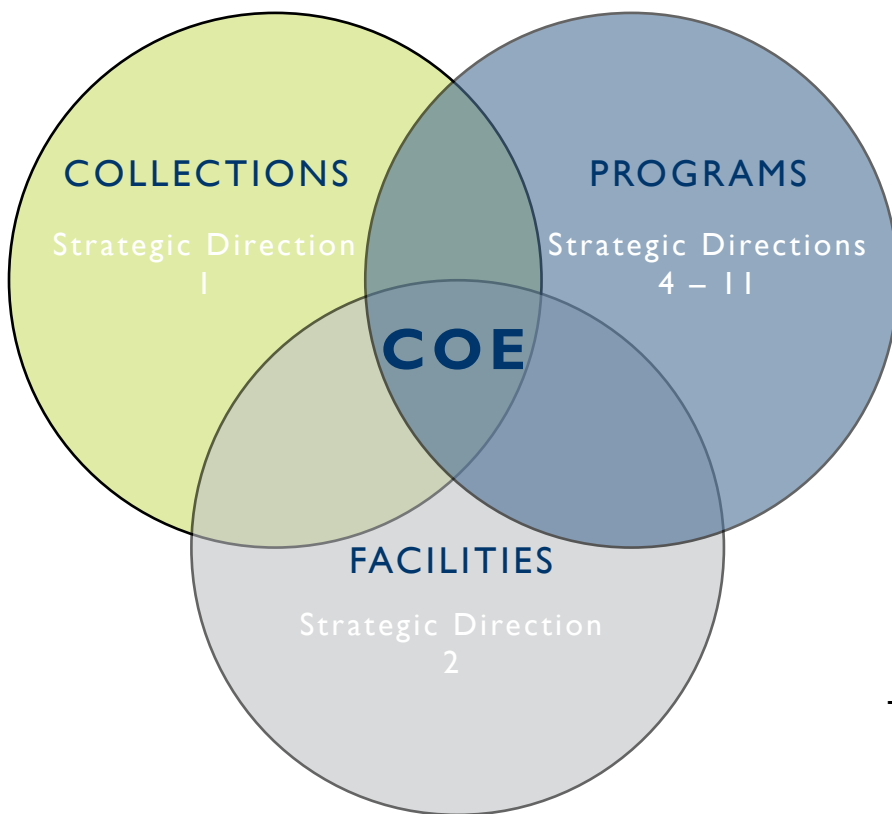 COLLECTIONS
Strategic Direction
1
PROGRAMS
Strategic Directions
4 – 11
COE
FACILITIES
Strategic Direction
2